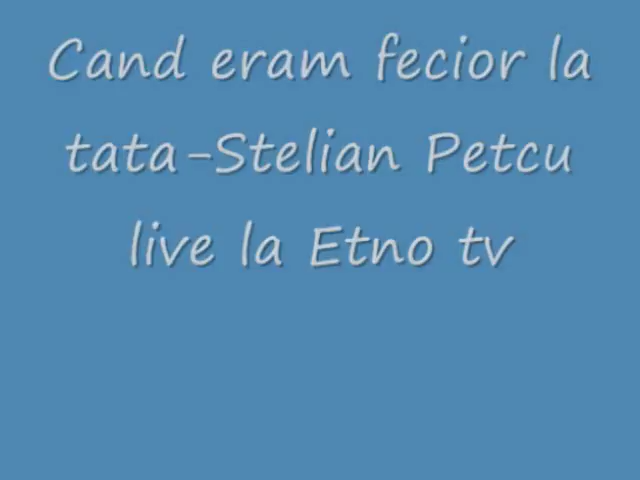 Cand eram fecior la
tata-Stelian Petcu
live la Etno tv